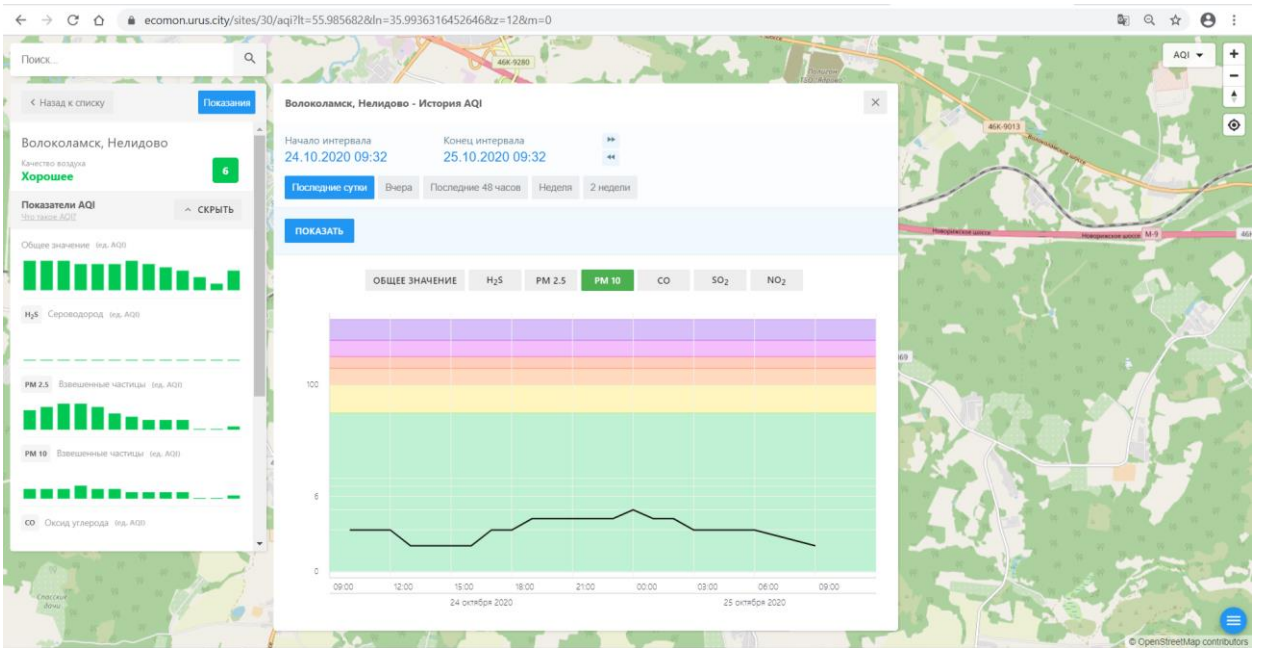 ecomon.urus.city/sites/30/aqi?lt=55.985682&ln=35.9936316452646&z=12&m=0
Поиск...
46К-9280
AQI
< Назад к списку
Показания
Волоколамск, Нелидово - История AQI
46К-9013
Волоколамск, Нелидово
Качество воздуха
Хорошее
6
Начало интервала
Конец интервала
24.10.2020 09:32
25.10.2020 09:32
Последние сутки
Вчера
Последние 48 часов
Неделя
2 недели
Показатели AQI
Что такое AQI?
СКРЫТЬ
ПОКАЗАТЬ
Новорижское шоссе
Новорижское шоссе
М-9
Общее значение (ед. AQI)
ОБЩЕЕ ЗНАЧЕНИЕ
H₂S
PM 2.5
PM 10
CO
SO₂
NO₂
H₂S Сероводород (ед. AQI)
100
PM 2.5 Взвешенные частицы (ед. AQI)
PM 10 Взвешенные частицы (ед. AQI)
6
CO Оксид углерода (ед. AQI)
0
09:00
12:00
15:00
18:00
21:00
00:00
03:00
06:00
09:00
24 октября 2020
25 октября 2020
Спасские
дачи
© OpenStreetMap contributors